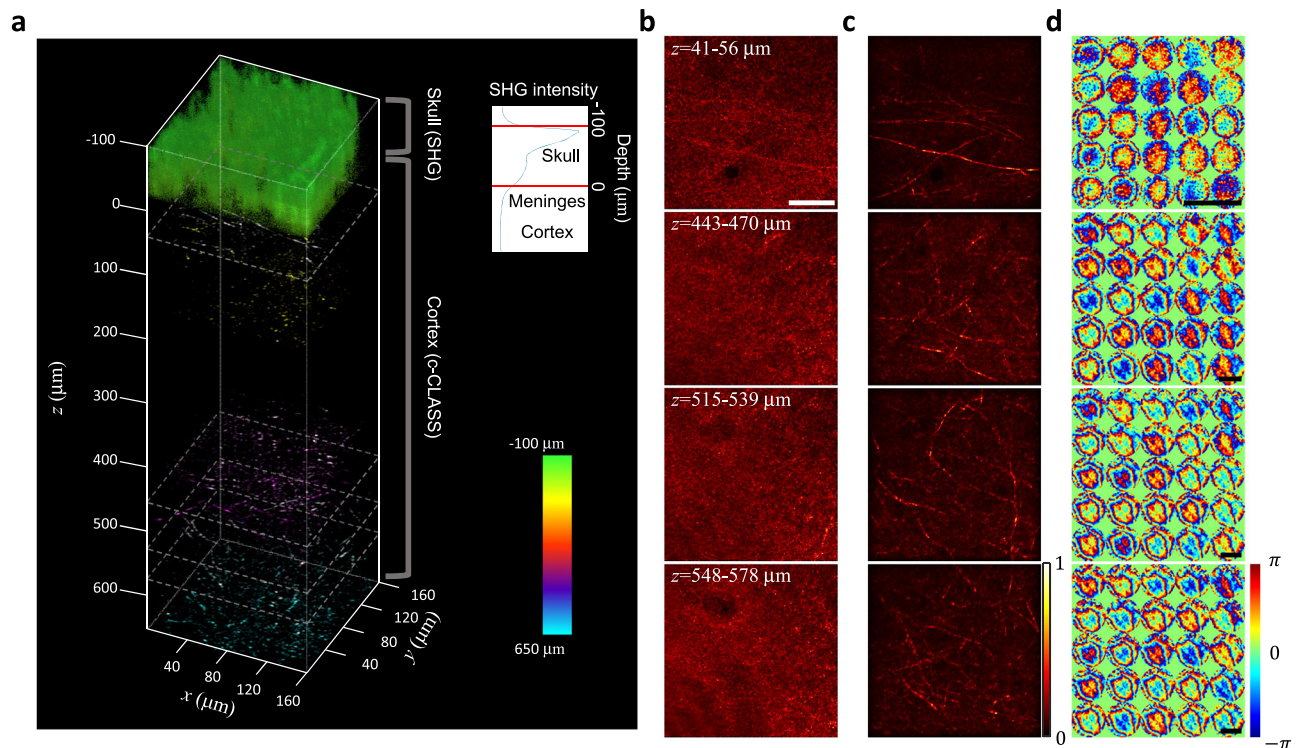 a
-100
0
100
200
300
400
500
600
z (μm)
40
80
120
160
x (μm)
40
80
120
160
y (μm)
Skull (SHG)
Cortex (c-CLASS)
SHG intensity
Skull
Meninges
Cortex
-100
0
Depth (μm)
-100 μm
650 μm
b
z=41-56 μm
z=443-470 μm
z=515-539 μm
z=548-578 μm
c
1
0
d
π
0
−π